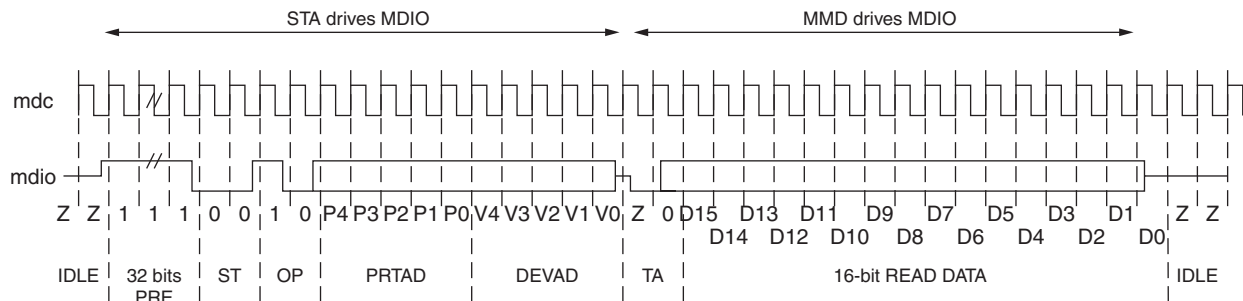 STA drives MDIO MMD drives MDIO
mdc
mdio
Z Z 1 1 1 0 0 1 0 P4 P3 P2 P1 P0 V4 V3 V2 V1 V0 Z 0 D15 D13 D11 D9 D7 D5 D3 D1 Z Z
D14 D12 D10 D8 D6 D4 D2 D0
IDLE 32 bits ST OP PRTAD DEVAD TA 16-bit READ DATA IDLE
PRE